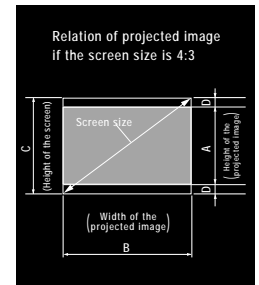 Relation of projected image
if the screen size is 4:3
D
Screen size
C
(Height of the screen)
A
(Height of the
projected image)
D
(Width of the
projected image)
B